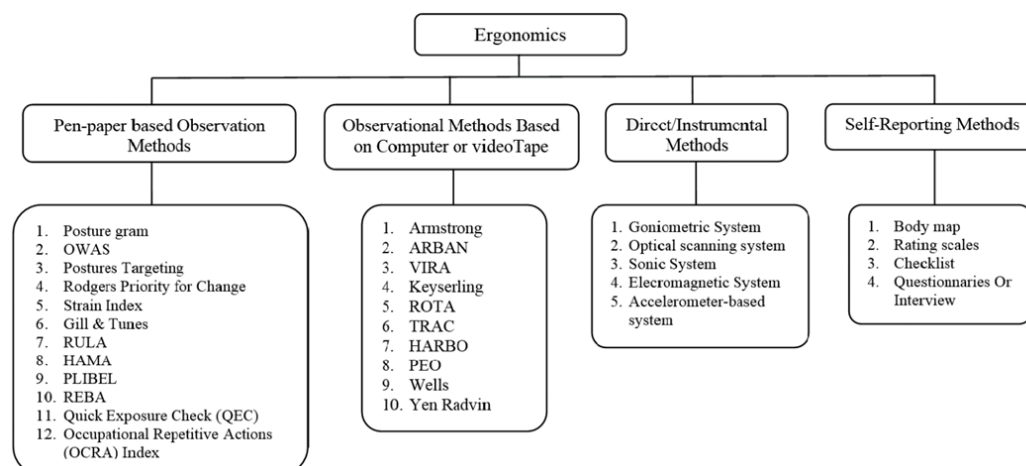 Ergonomics
Pen-paper based Observation
Methods
Observational Methods Based
on Computer or videoTape
Direct/Instrumental
Methods
Self-Reporting Methods
1. Posture gram
2. OWAS
3. Postures Targeting
4. Rodgers Priority for Change
5. Strain Index
6. Gill & Tunes
7. RULA
8. HAMA
9. PLIBEL
10. REBA
11. Quick Exposure Check (QEC)
12. Occupational Repetitive Actions
(OCRA) Index
1. Armstrong
2. ARBAN
3. VIRA
4. Keyserling
5. ROTA
6. TRAC
7. HARBO
8. PEO
9. Wells
10. Yen Radvin
1. Goniometric System
2. Optical scanning system
3. Sonic System
4. Elecromagnetic System
5. Accelerometer-based
system
1. Body map
2. Rating scales
3. Checklist
4. Questionnaries Or
Interview